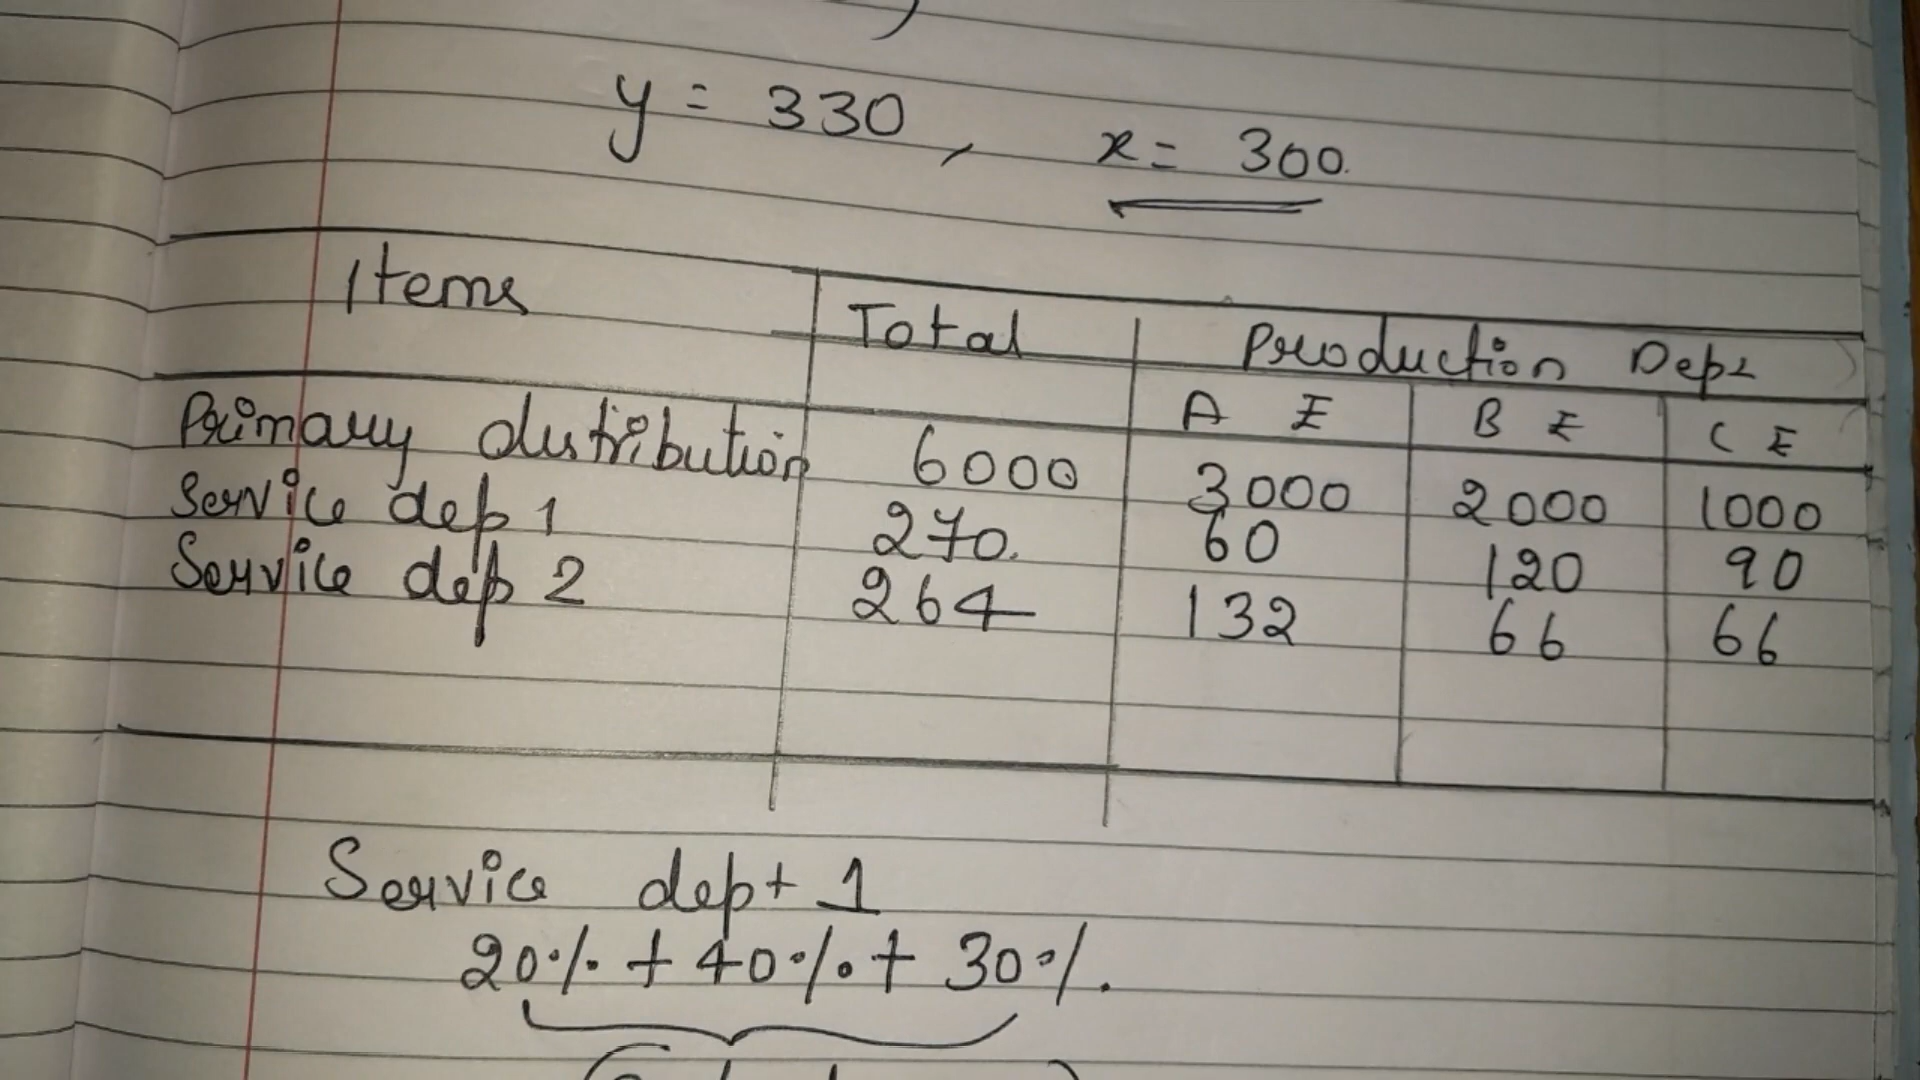 y = 330, x = 300.
Items Total Production Dept
A ₹ B ₹ C ₹
Primary distribution 6000 3000 2000 1000
Service dep 1 270. 60 120 90
Service dep 2 264 132 66 66
Service dept 1
20% + 40% + 30%.